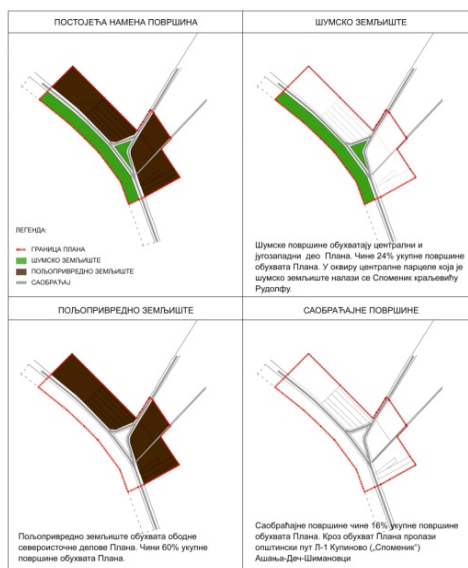 ПОСТОЈЕЋА НАМЕНА ПОВРШИНА
ШУМСКО ЗЕМЉИШТЕ
ЛЕГЕНДА:
ГРАНИЦА ПЛАНА
ШУМСКО ЗЕМЉИШТЕ
ПОЉОПРИВРЕДНО ЗЕМЉИШТЕ
САОБРАЋАЈ
Шумске површине обухватају централни и
југозападни део Плана. Чине 24% укупне површине
обухвата Плана. У оквиру централне парцеле која је
шумско земљиште налази се Споменик краљевићу
Рудолфу.
ПОЉОПРИВРЕДНО ЗЕМЉИШТЕ
САОБРАЋАЈНЕ ПОВРШИНЕ
Пољопривредно земљиште обухвата ободне
североисточне делове Плана. Чини 60% укупне
површине обухвата Плана.
Саобраћајне површине чине 16% укупне површине
обухвата Плана. Кроз обухват Плана пролази
општински пут Л-1 Купиново („Споменик“)
Ашања-Деч-Шимановци